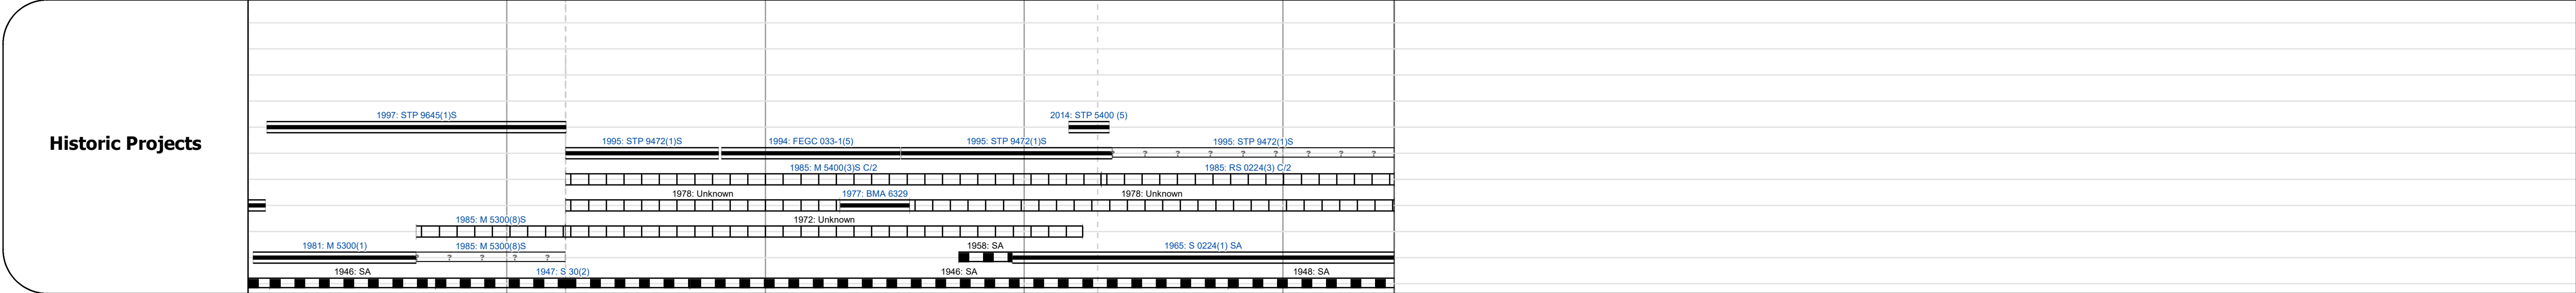 Historic Projects
1997: STP 9645(1)S
2014: STP 5400 (5)
1995: STP 9472(1)S
1994: FEGC 033-1(5)
1995: STP 9472(1)S
1995: STP 9472(1)S
? ? ? ? ? ? ? ? ?
1985: M 5400(3)S C/2
1985: RS 0224(3) C/2
1978: Unknown
1977: BMA 6329
1978: Unknown
1985: M 5300(8)S
1972: Unknown
1981: M 5300(1)
1985: M 5300(8)S
? ? ? ? ?
1958: SA
1965: S 0224(1) SA
1946: SA
1947: S 30(2)
1946: SA
1948: SA